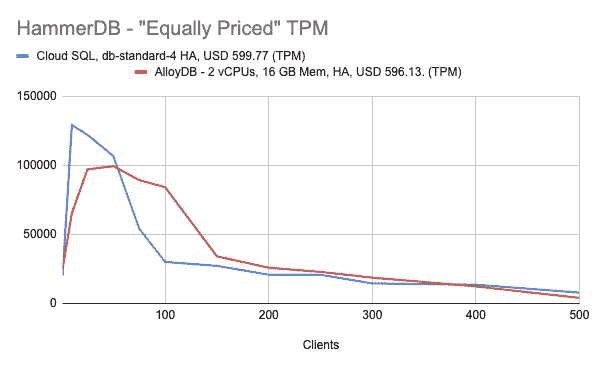 HammerDB - "Equally Priced" TPM
Cloud SQL, db-standard-4 HA, USD 599.77 (TPM)
AlloyDB - 2 vCPUs, 16 GB Mem, HA, USD 596.13. (TPM)
150000
100000
50000
0
100
200
300
400
500
Clients